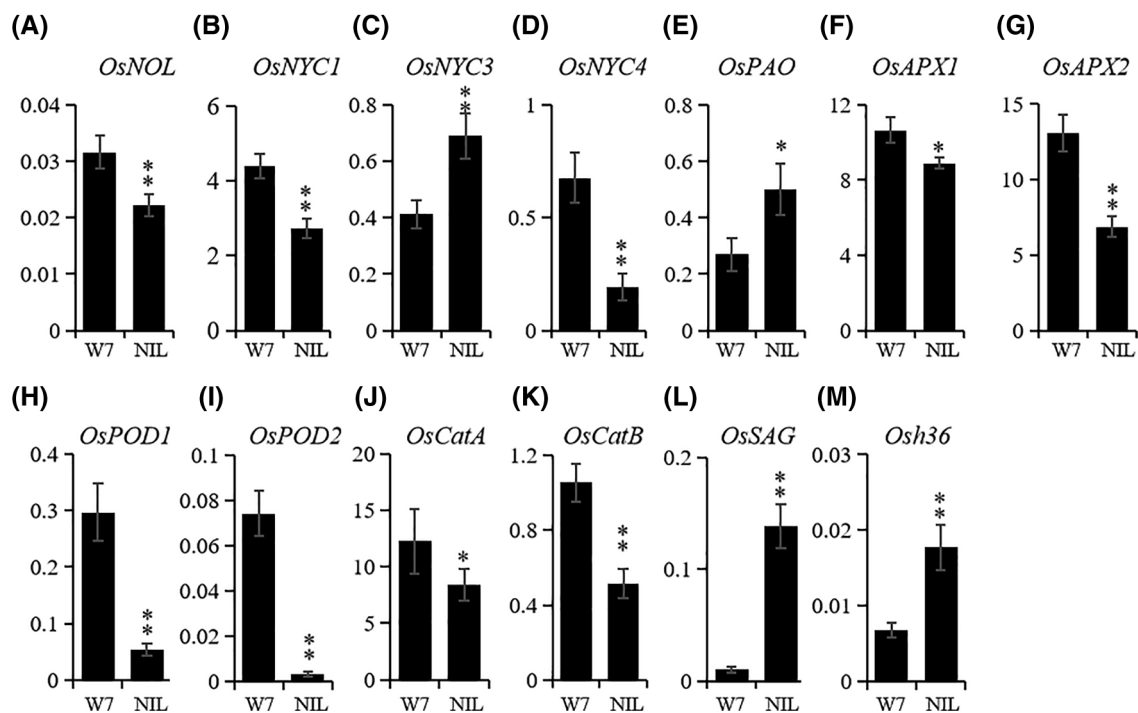 (A) (B) (C) (D) (E) (F) (G)
OsNOL OsNYC1 OsNYC3 OsNYC4 OsPAO OsAPX1 OsAPX2
0.04 6 0.8 1 0.8 12 15
0.03 4 0.6 0.5 0.6 8 10
0.02 2 0.4 0 0.4 4 5
0.01 0 0.2 0.2 0 0
0 0 0
** ** ** ** * * **
W7 NIL W7 NIL W7 NIL W7 NIL W7 NIL W7 NIL W7 NIL
(H) (I) (J) (K) (L) (M)
OsPOD1 OsPOD2 OsCatA OsCatB OsSAG Osh36
0.4 0.1 20 1.2 0.2 0.03
0.3 0.08 15 0.8 0.1 0.02
0.2 0.06 10 0.4 0 0.01
0.1 0.04 5 0 0
0 0.02 0
0
** ** * ** ** **
W7 NIL W7 NIL W7 NIL W7 NIL W7 NIL W7 NIL